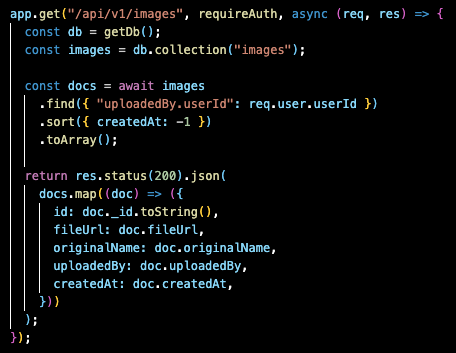 app.get("/api/v1/images", requireAuth, async (req, res) => {
  const db = getDb();
  const images = db.collection("images");

  const docs = await images
    .find({ "uploadedBy.userId": req.user.userId })
    .sort({ createdAt: -1 })
    .toArray();

  return res.status(200).json(
    docs.map((doc) => ({
      id: doc._id.toString(),
      fileUrl: doc.fileUrl,
      originalName: doc.originalName,
      uploadedBy: doc.uploadedBy,
      createdAt: doc.createdAt,
    }))
  );
});